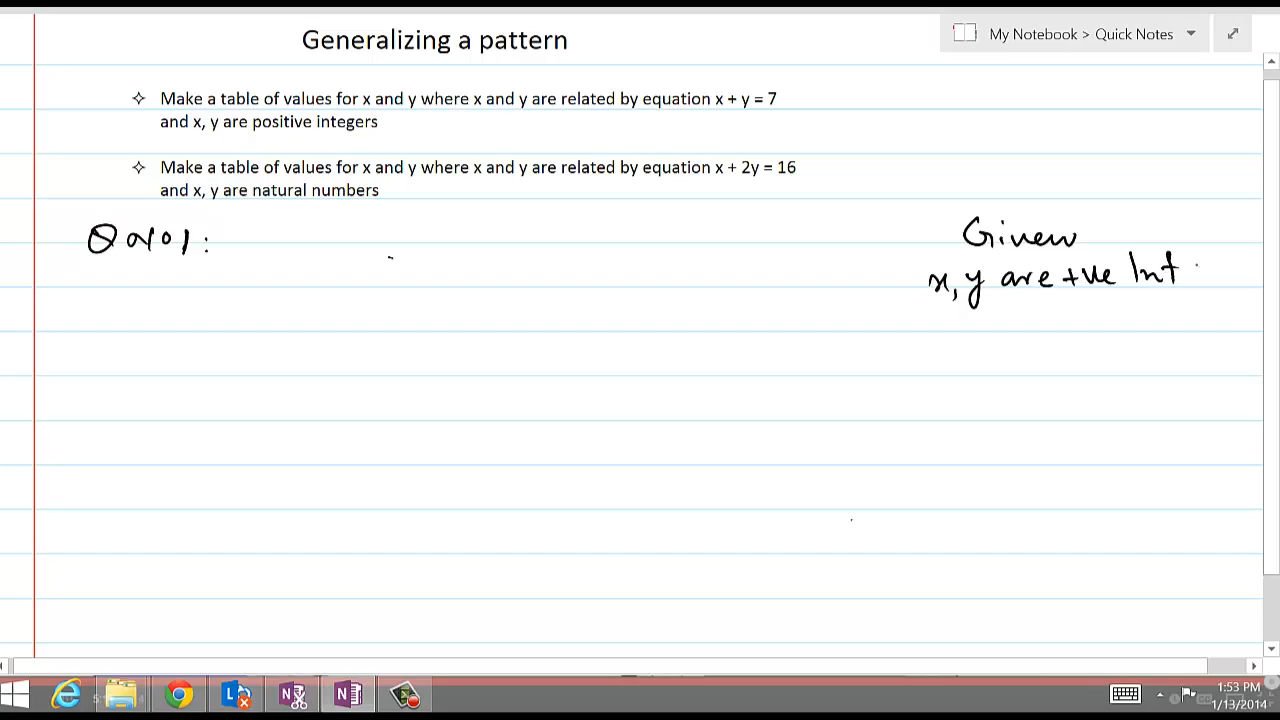 Generalizing a pattern
My Notebook > Quick Notes
Make a table of values for x and y where x and y are related by equation x + y = 7
and x, y are positive integers
Make a table of values for x and y where x and y are related by equation x + 2y = 16
and x, y are natural numbers
Given
x, y are +ve Int
1:53 PM
1/13/2014